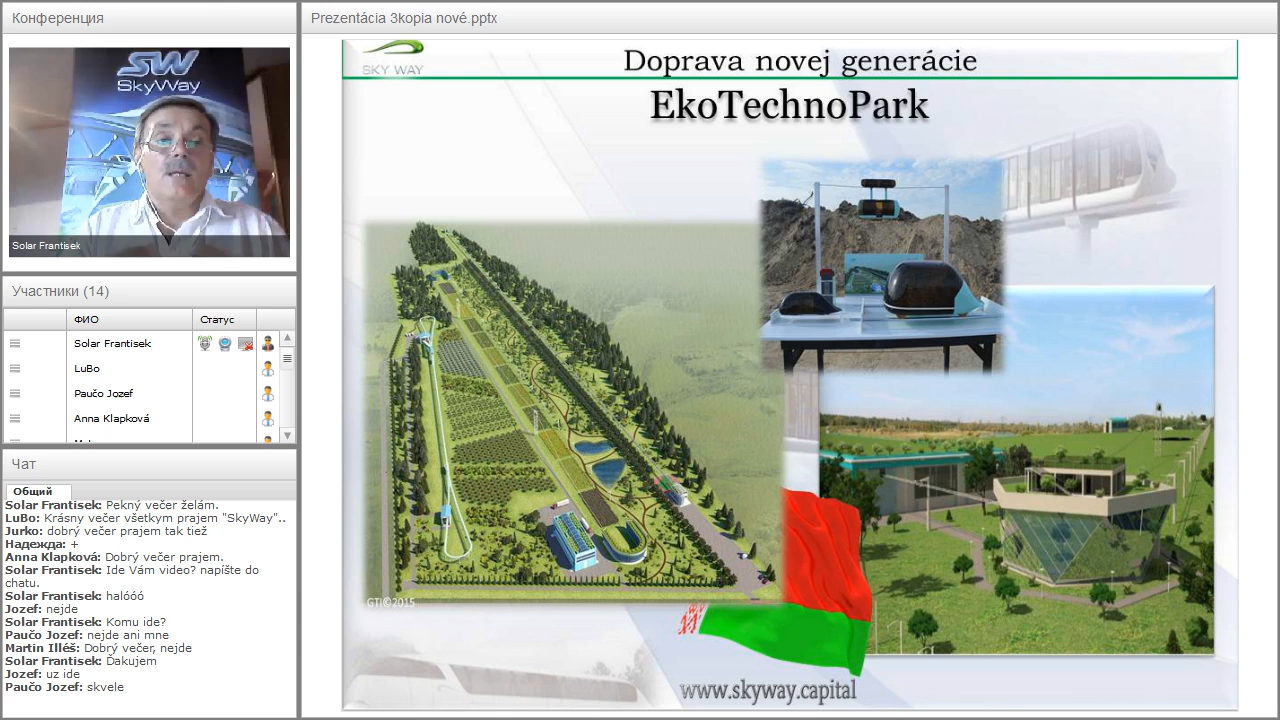 Конференция
SW
SkyWay
Solar Frantisek
Участники (14)
ФИО
Статус
Solar Frantisek
LuBo
Paučo Jozef
Anna Klapková
Чат
Общий
Solar Frantisek: Pekný večer želám.
LuBo: Krásny večer všetkym prajem "SkyWay"..
Jurko: dobrý večer prajem tak tiež
Надежда: +
Anna Klapková: Dobrý večer prajem.
Solar Frantisek: Ide Vám video? napíšte do
chatu.
Solar Frantisek: halóóó
Jozef: nejde
Solar Frantisek: Komu ide?
Paučo Jozef: nejde ani mne
Martin Illéš: Dobrý večer, nejde
Solar Frantisek: Ďakujem
Jozef: uz ide
Paučo Jozef: skvele
Prezentácia 3kopia nové.pptx
SKY WAY
Doprava novej generácie
EkoTechnoPark
GTI©2015
www.skyway.capital